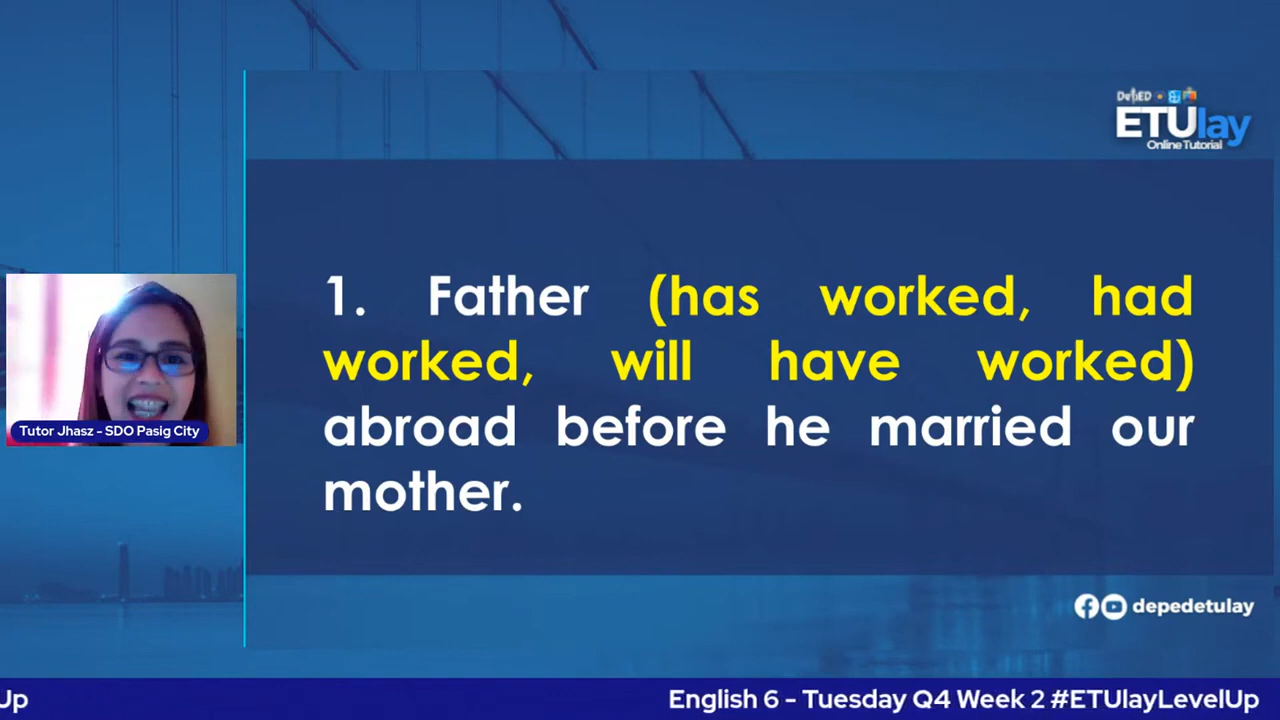 DepED
ETUlay
Online Tutorial
1. Father (has worked, had
worked, will have worked)
abroad before he married our
mother.
Tutor Jhasz - SDO Pasig City
depedetulay
Up
English 6 - Tuesday Q4 Week 2 #ETUlayLevelUp